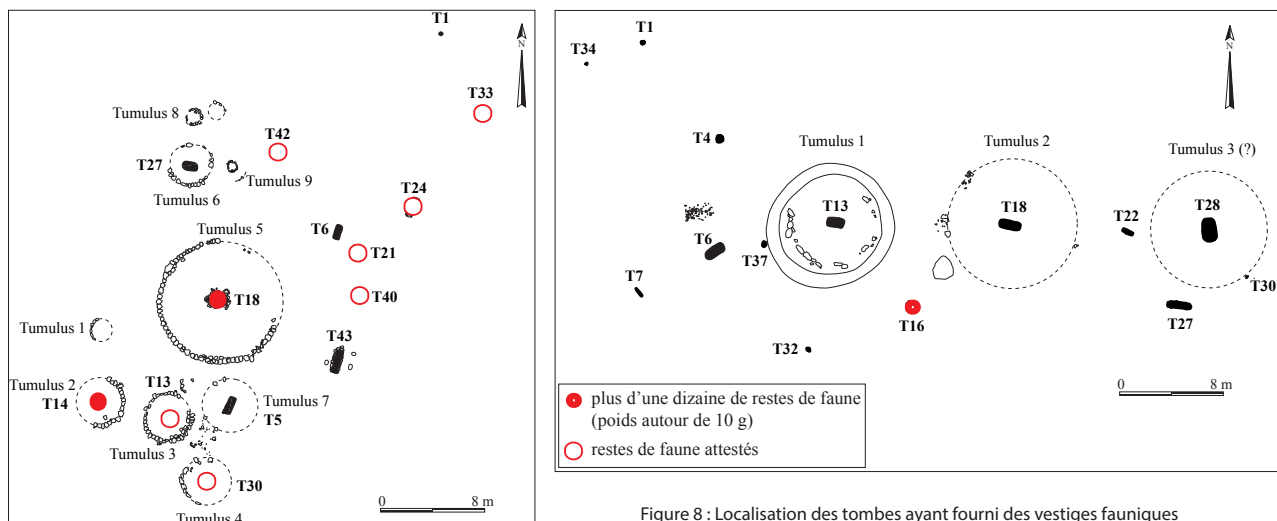 T1
N
T33
Tumulus 8
T42
T27
Tumulus 9
Tumulus 6
T24
T6
Tumulus 5
T21
T18
T40
Tumulus 1
T43
Tumulus 2
T13
T14
Tumulus 7
T5
Tumulus 3
T30
0 8 m
Tumulus 4
T1
T34
N
T4
Tumulus 1
Tumulus 2
Tumulus 3 (?)
T13
T18
T28
T22
T6
T37
T7
T30
T16
T27
T32
0 8 m
plus d'une dizaine de restes de faune
(poids autour de 10 g)
restes de faune attestés
Figure 8 : Localisation des tombes ayant fourni des vestiges fauniques